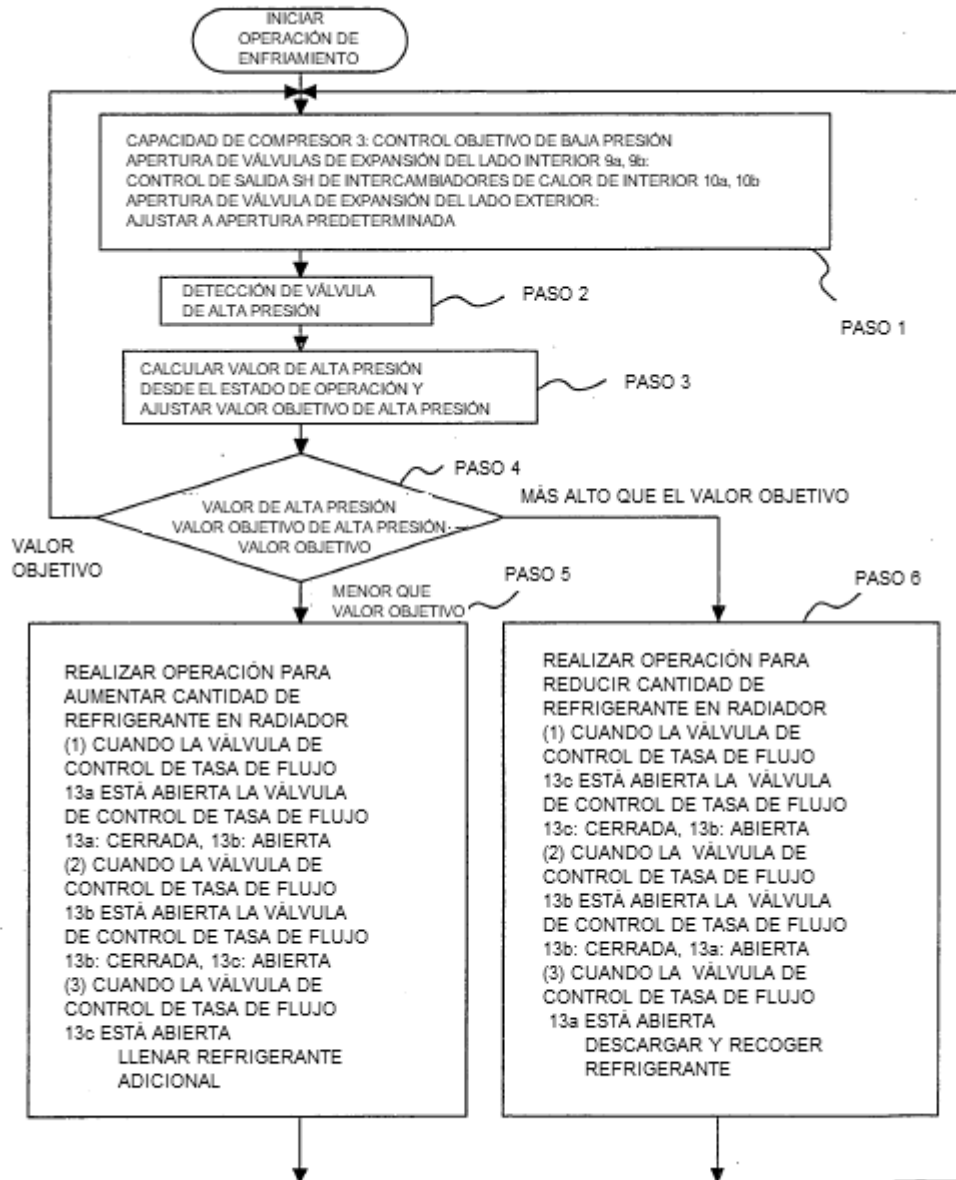 INICIAR
OPERACIÓN DE
ENFRIAMIENTO
CAPACIDAD DE COMPRESOR 3: CONTROL OBJETIVO DE BAJA PRESIÓN
APERTURA DE VÁLVULAS DE EXPANSIÓN DEL LADO INTERIOR 9a, 9b:
CONTROL DE SALIDA SH DE INTERCAMBIADORES DE CALOR DE INTERIOR 10a, 10b
APERTURA DE VÁLVULA DE EXPANSIÓN DEL LADO EXTERIOR:
AJUSTAR A APERTURA PREDETERMINADA
PASO 1
DETECCIÓN DE VÁLVULA
DE ALTA PRESIÓN
PASO 2
CALCULAR VALOR DE ALTA PRESIÓN
DESDE EL ESTADO DE OPERACIÓN Y
AJUSTAR VALOR OBJETIVO DE ALTA PRESIÓN
PASO 3
PASO 4
VALOR DE ALTA PRESIÓN
VALOR OBJETIVO DE ALTA PRESIÓN
VALOR OBJETIVO
MÁS ALTO QUE EL VALOR OBJETIVO
VALOR
OBJETIVO
MENOR QUE
VALOR OBJETIVO
PASO 5
REALIZAR OPERACIÓN PARA
AUMENTAR CANTIDAD DE
REFRIGERANTE EN RADIADOR
(1) CUANDO LA VÁLVULA DE
CONTROL DE TASA DE FLUJO
13a ESTÁ ABIERTA LA VÁLVULA
DE CONTROL DE TASA DE FLUJO
13a: CERRADA, 13b: ABIERTA
(2) CUANDO LA VÁLVULA DE
CONTROL DE TASA DE FLUJO
13b ESTÁ ABIERTA LA VÁLVULA
DE CONTROL DE TASA DE FLUJO
13b: CERRADA, 13c: ABIERTA
(3) CUANDO LA VÁLVULA DE
CONTROL DE TASA DE FLUJO
13c ESTÁ ABIERTA
LLENAR REFRIGERANTE
ADICIONAL
PASO 6
REALIZAR OPERACIÓN PARA
REDUCIR CANTIDAD DE
REFRIGERANTE EN RADIADOR
(1) CUANDO LA VÁLVULA DE
CONTROL DE TASA DE FLUJO
13c ESTÁ ABIERTA LA VÁLVULA
DE CONTROL DE TASA DE FLUJO
13c: CERRADA, 13b: ABIERTA
(2) CUANDO LA VÁLVULA DE
CONTROL DE TASA DE FLUJO
13b ESTÁ ABIERTA LA VÁLVULA
DE CONTROL DE TASA DE FLUJO
13b: CERRADA, 13a: ABIERTA
(3) CUANDO LA VÁLVULA DE
CONTROL DE TASA DE FLUJO
13a ESTÁ ABIERTA
DESCARGAR Y RECOGER
REFRIGERANTE